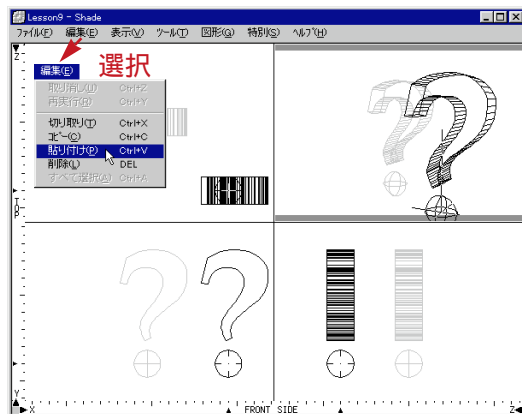 Lesson9 - Shade
ファイル(F) 編集(E) 表示(V) ツール(T) 図形(G) 特別(S) ヘルプ(H)
編集(E) 選択
取り消し(U) Ctrl+Z
再実行(R) Ctrl+Y
切り取り(T) Ctrl+X
コピー(C) Ctrl+C
貼り付け(P) Ctrl+V
削除(L) DEL
すべて選択(A) Ctrl+A
Z
TOP
Y
X FRONT SIDE Z